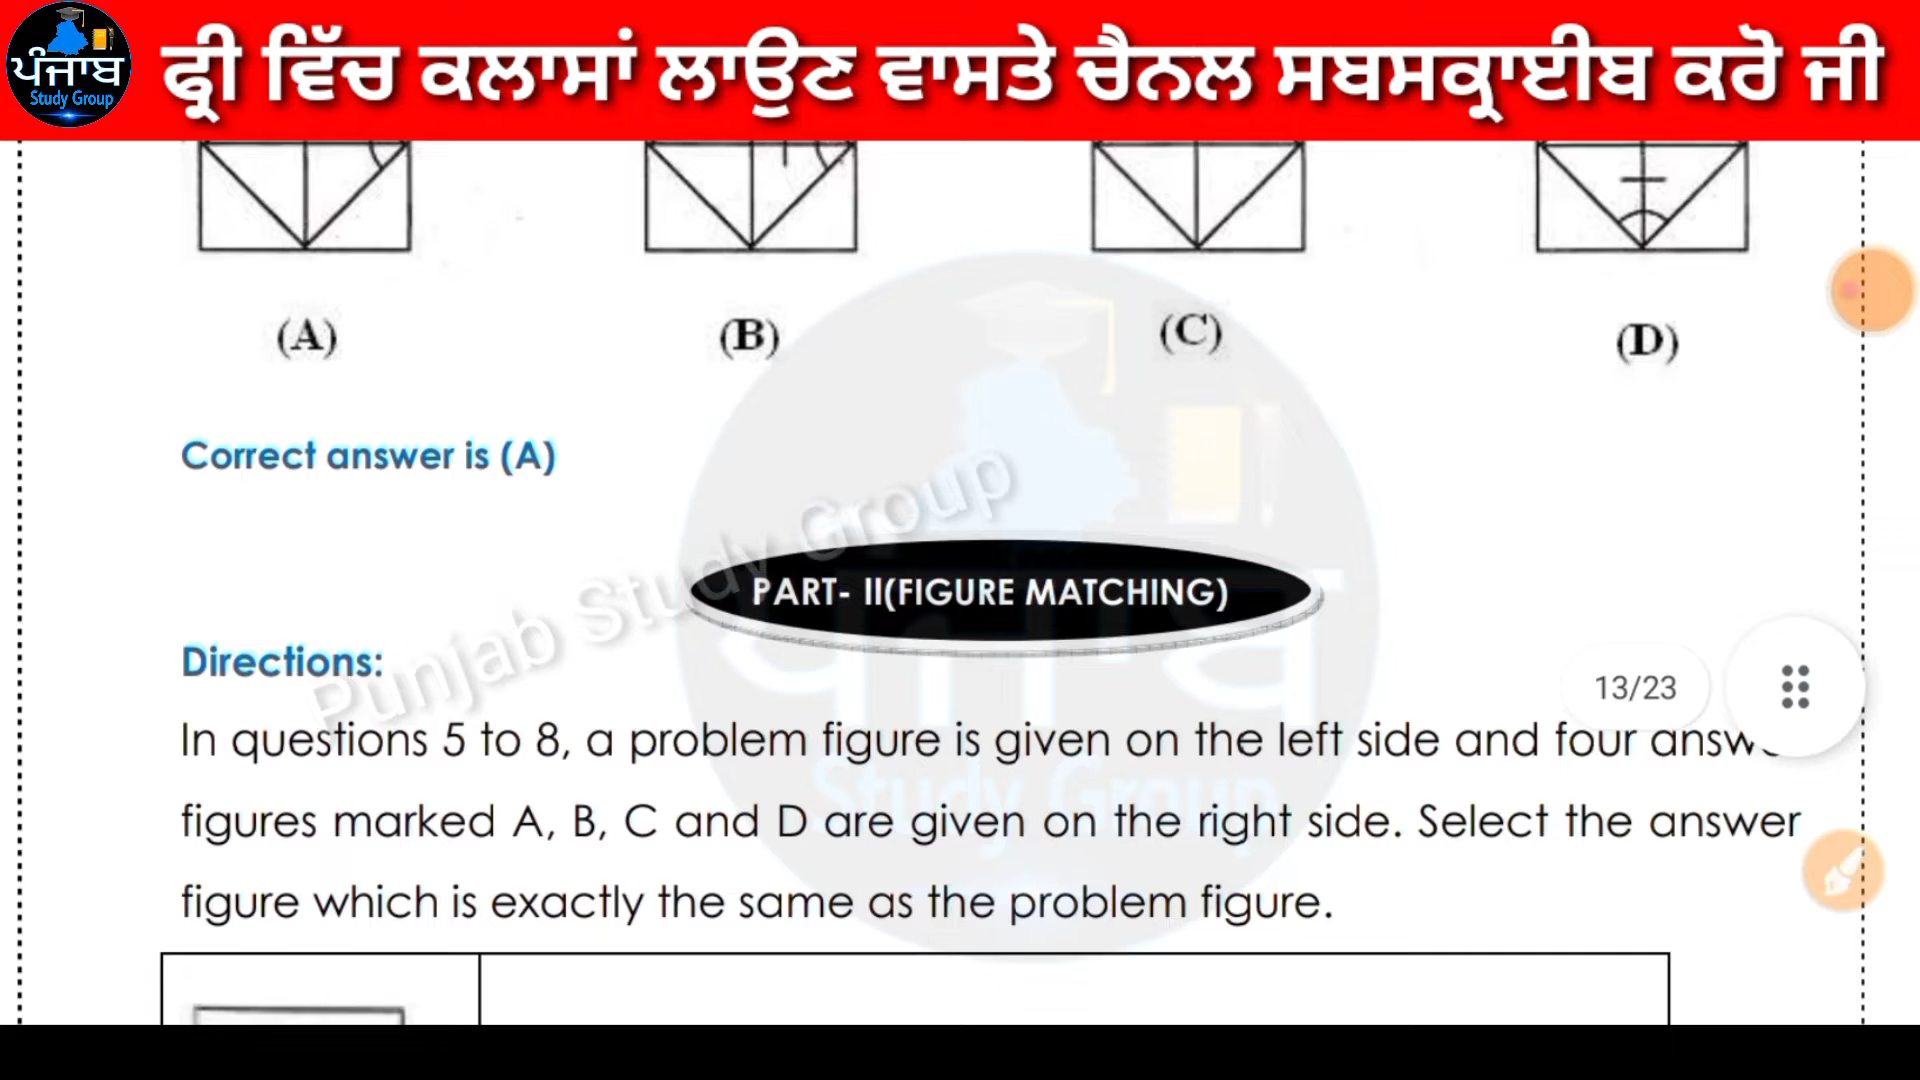 ਪੰਜਾਬ
Study Group
ਫ੍ਰੀ ਵਿੱਚ ਕਲਾਸਾਂ ਲਾਉਣ ਵਾਸਤੇ ਚੈਨਲ ਸਬਸਕ੍ਰਾਈਬ ਕਰੋ ਜੀ
(A) (B) (C) (D)
Correct answer is (A)
Punjab Study Group
PART- II(FIGURE MATCHING)
Directions:
13/23
In questions 5 to 8, a problem figure is given on the left side and four
figures marked A, B, C and D are given on the right side. Select the answer
figure which is exactly the same as the problem figure.
ਪੰਜਾਬ
Study Group